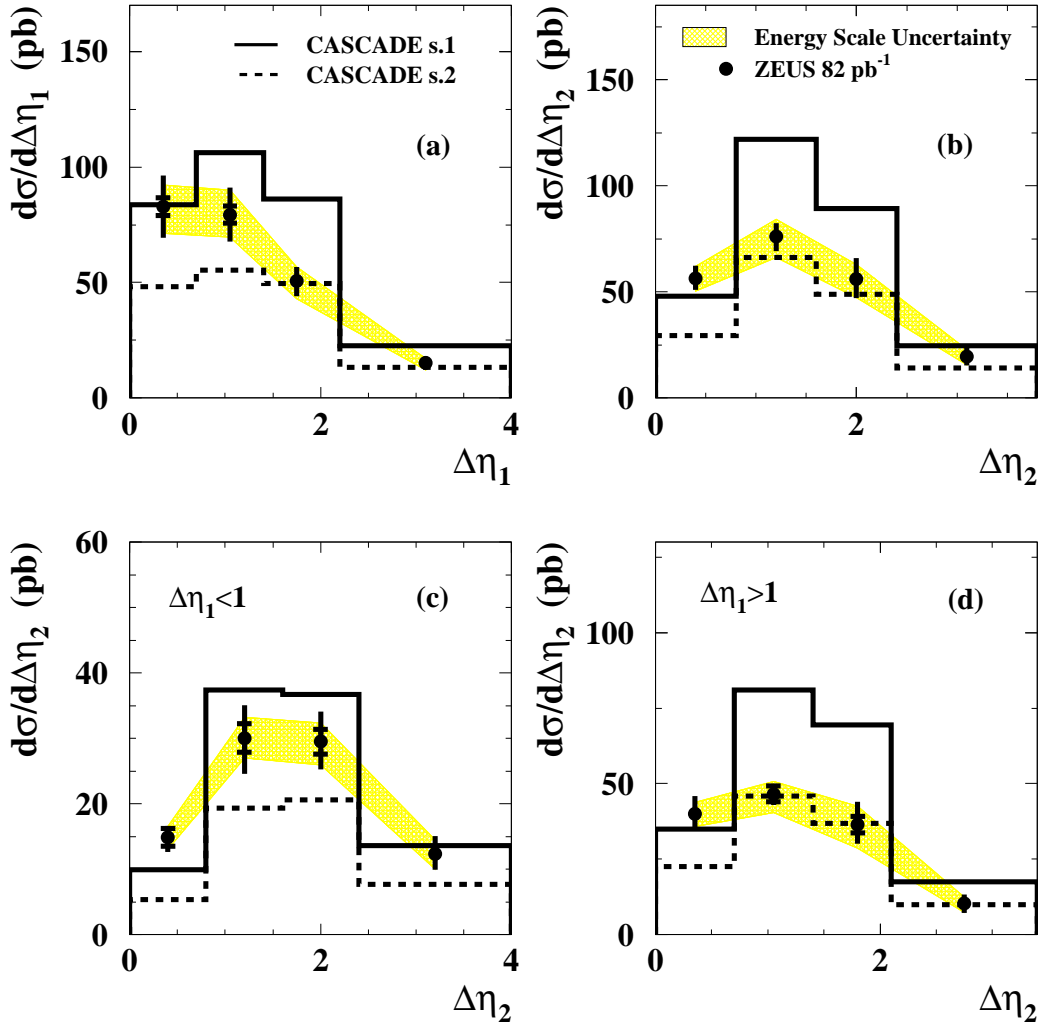 dσ/dΔη₁ (pb)
150
100
50
0
0 2 4
Δη₁
CASCADE s.1
CASCADE s.2
(a)
dσ/dΔη₂ (pb)
150
100
50
0
0 2
Δη₂
Energy Scale Uncertainty
ZEUS 82 pb⁻¹
(b)
dσ/dΔη₂ (pb)
60
40
20
0
0 2 4
Δη₂
Δη₁<1
(c)
dσ/dΔη₂ (pb)
100
50
0
0 2
Δη₂
Δη₁>1
(d)